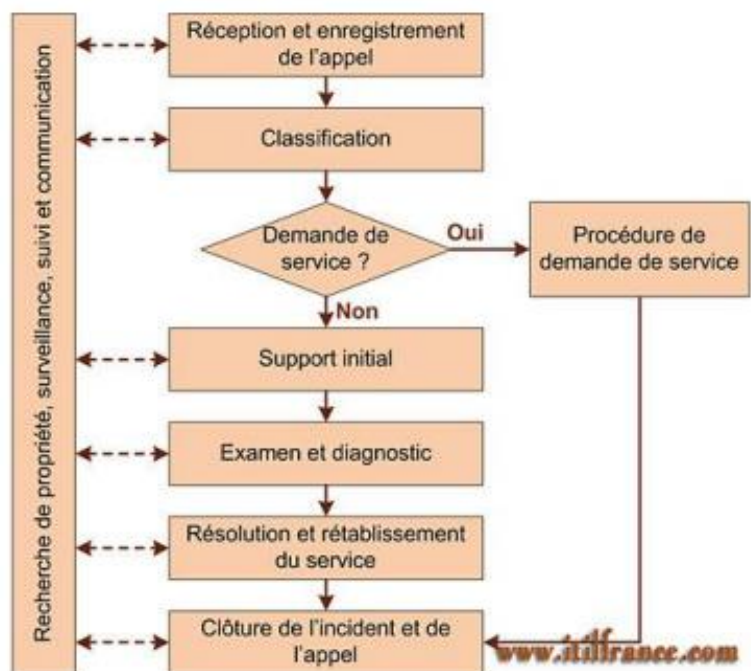 Recherche de propriété, surveillance, suivi et communication
Réception et enregistrement
de l'appel
Classification
Demande de
service ?
Oui
Procédure de
demande de service
Non
Support initial
Examen et diagnostic
Résolution et rétablissement
du service
Clôture de l'incident et de
l'appel
www.itilfrance.com